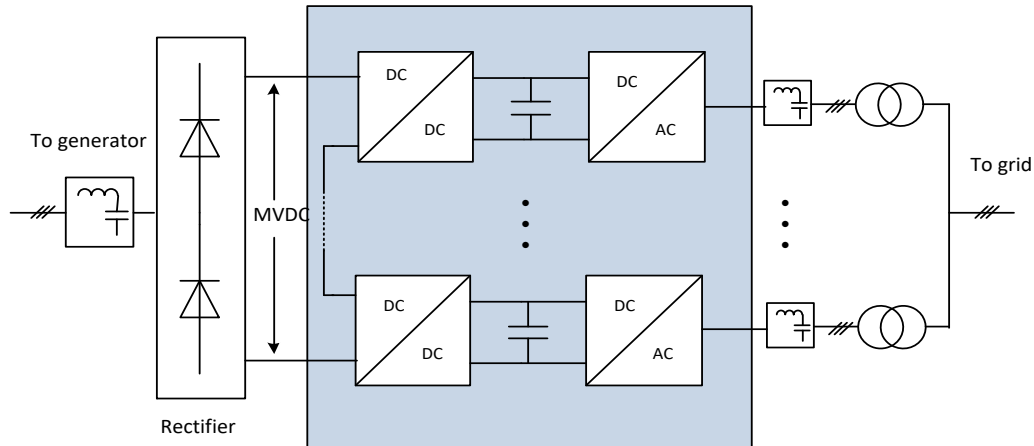 DC
DC
DC
AC
To generator
To grid
MVDC
DC
DC
DC
AC
Rectifier